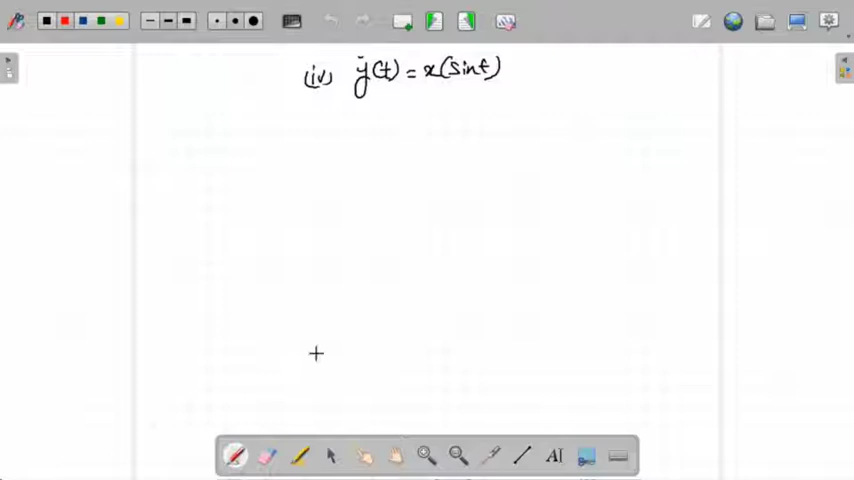 (iv) y(t) = x(sint)